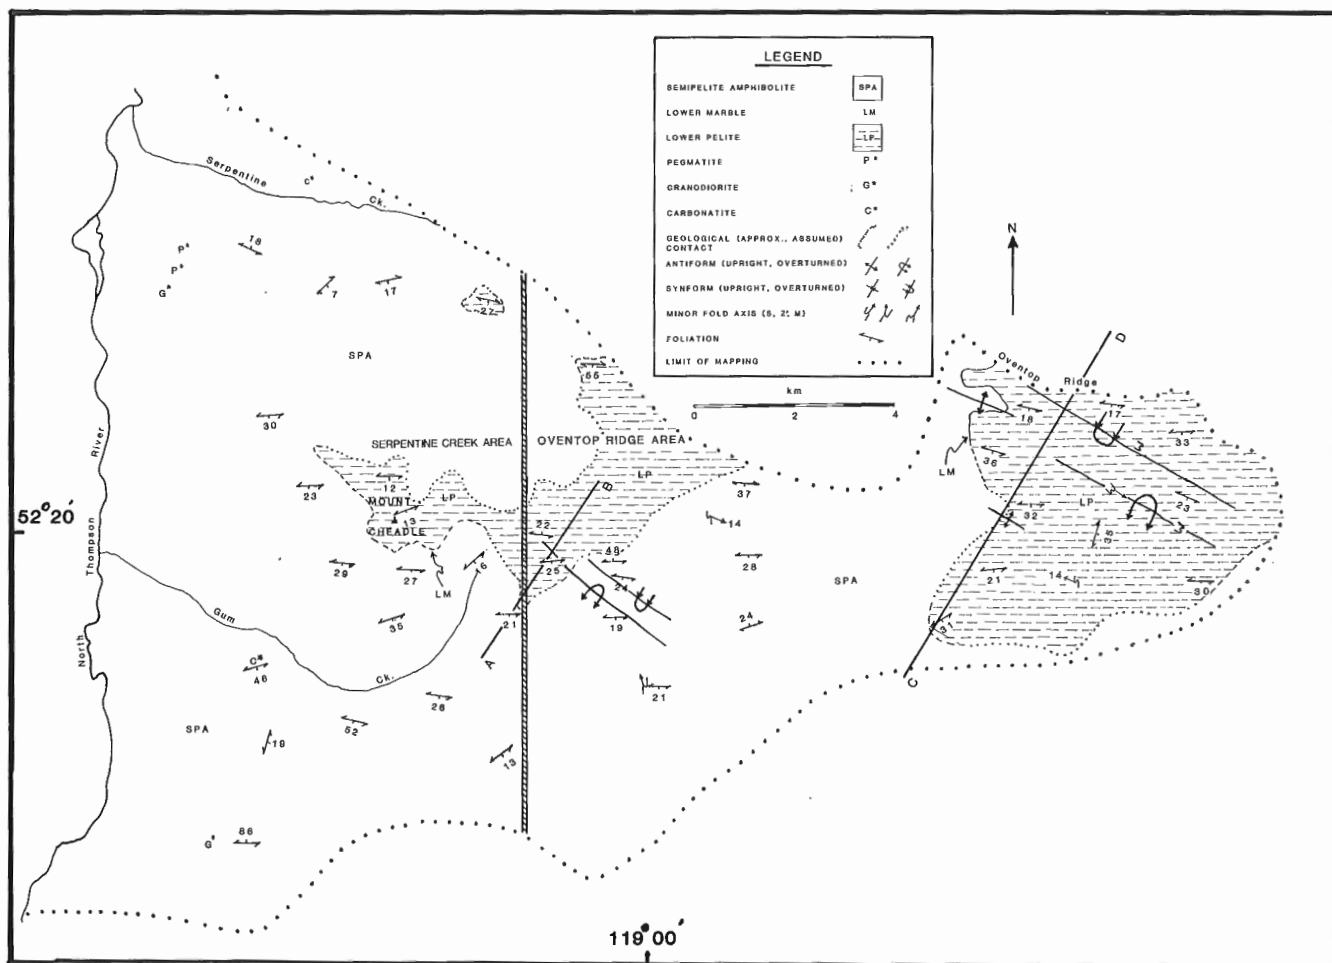 LEGEND
SEMIPELITE AMPHIBOLITE SPA
LOWER MARBLE LM
LOWER PELITE LP
PEGMATITE P*
GRANODIORITE G*
CARBONATITE C*
GEOLOGICAL (APPROX., ASSUMED)
CONTACT
ANTIFORM (UPRIGHT, OVERTURNED)
SYNFORM (UPRIGHT, OVERTURNED)
MINOR FOLD AXIS (S, Z, M)
FOLIATION
LIMIT OF MAPPING
km
0 2 4
N
Serpentine
Ck.
C*
P*
P*
G*
18
7
17
27
SPA
55
30
SERPENTINE CREEK AREA
OVENTOP RIDGE AREA
23
12
MOUNT
LP
13
CHEADLE
LP
B
37
22
14
52°20′
29
27
16
LM
25
48
24
28
SPA
Gum
35
21
19
24
A
C*
46
Ck.
26
21
SPA
19
52
13
G*
86
North
Thompson
River
119°00′
Oventop
Ridge
D
18
17
33
36
LM
LP
23
32
35
21
14
30
31
C